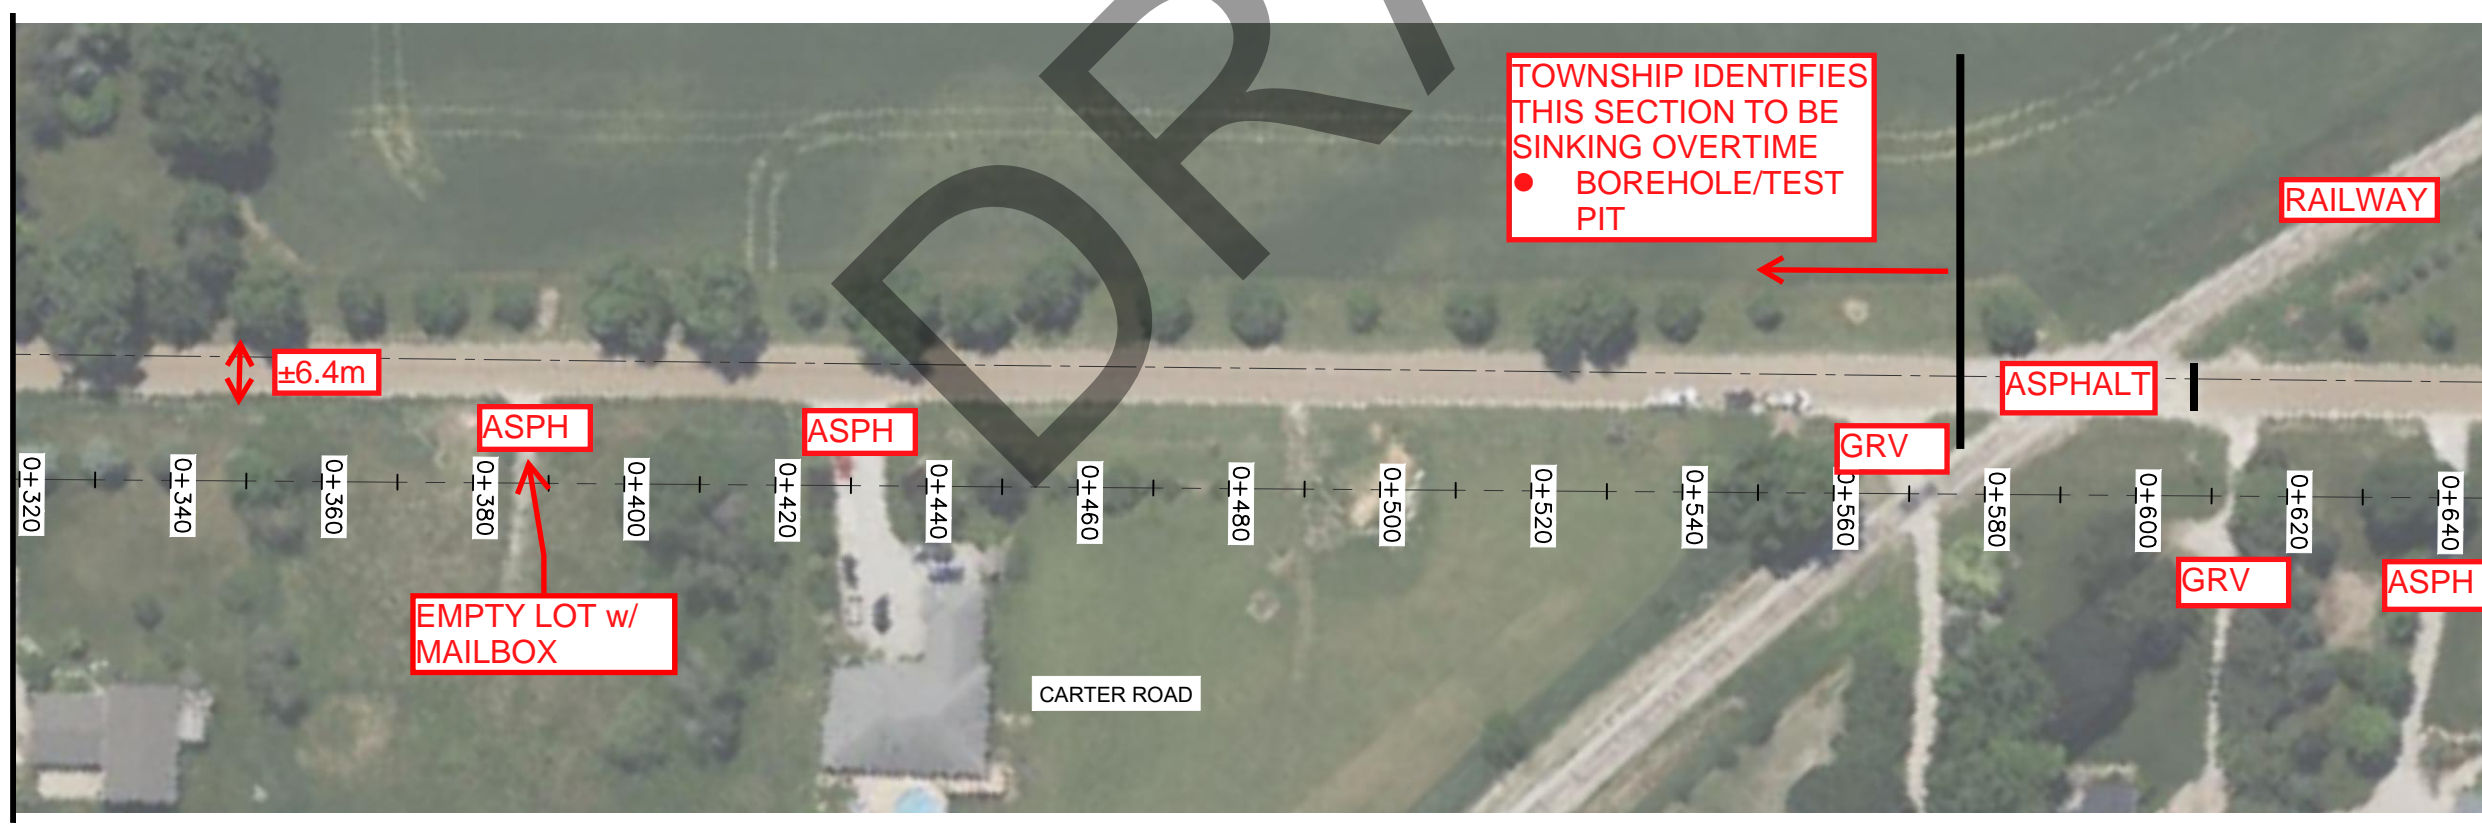 TOWNSHIP IDENTIFIES
THIS SECTION TO BE
SINKING OVERTIME
● BOREHOLE/TEST
PIT
RAILWAY
±6.4m
ASPHALT
ASPH
ASPH
GRV
0+320
0+340
0+360
0+380
0+400
0+420
0+440
0+460
0+480
0+500
0+520
0+540
0+560
0+580
0+600
0+620
0+640
GRV
ASPH
EMPTY LOT w/
MAILBOX
CARTER ROAD